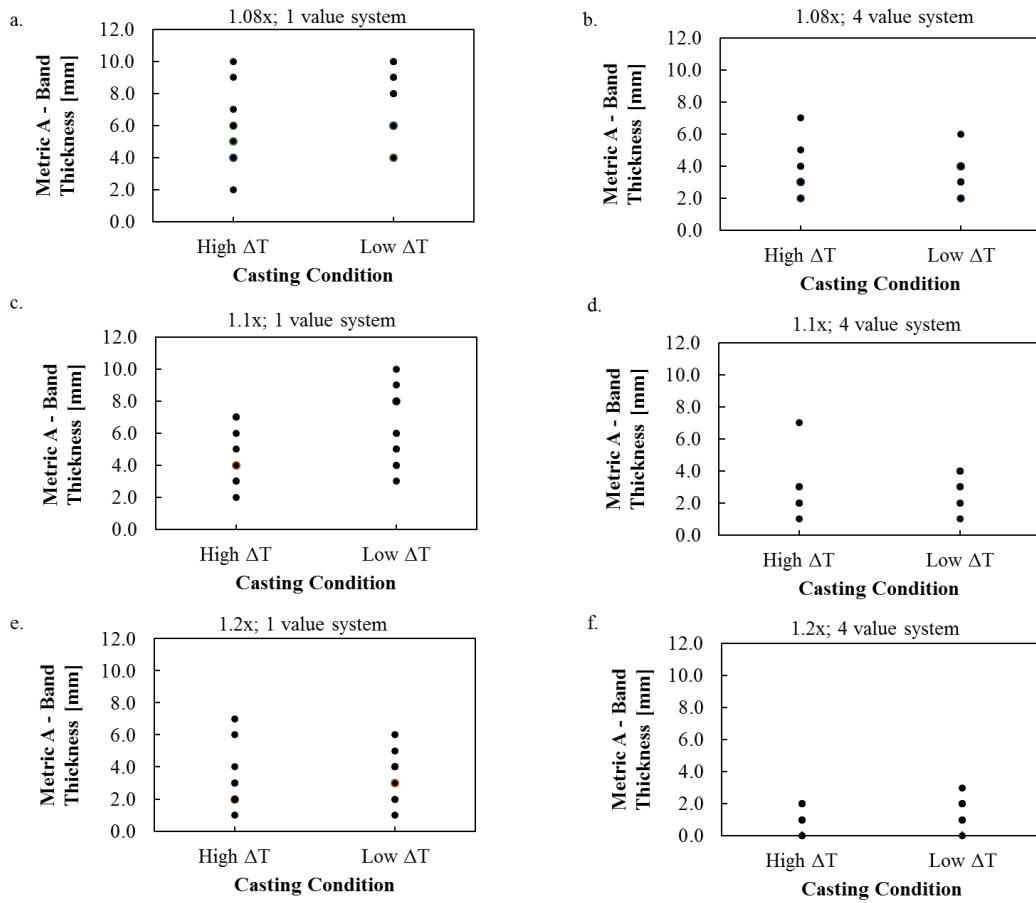 a.
1.08x; 1 value system
Metric A - Band
Thickness [mm]
12.0
10.0
8.0
6.0
4.0
2.0
0.0
High ΔT
Low ΔT
Casting Condition
b.
1.08x; 4 value system
Metric A - Band
Thickness [mm]
12.0
10.0
8.0
6.0
4.0
2.0
0.0
High ΔT
Low ΔT
Casting Condition
c.
1.1x; 1 value system
Metric A - Band
Thickness [mm]
12.0
10.0
8.0
6.0
4.0
2.0
0.0
High ΔT
Low ΔT
Casting Condition
d.
1.1x; 4 value system
Metric A - Band
Thickness [mm]
12.0
10.0
8.0
6.0
4.0
2.0
0.0
High ΔT
Low ΔT
Casting Condition
e.
1.2x; 1 value system
Metric A - Band
Thickness [mm]
12.0
10.0
8.0
6.0
4.0
2.0
0.0
High ΔT
Low ΔT
Casting Condition
f.
1.2x; 4 value system
Metric A - Band
Thickness [mm]
12.0
10.0
8.0
6.0
4.0
2.0
0.0
High ΔT
Low ΔT
Casting Condition